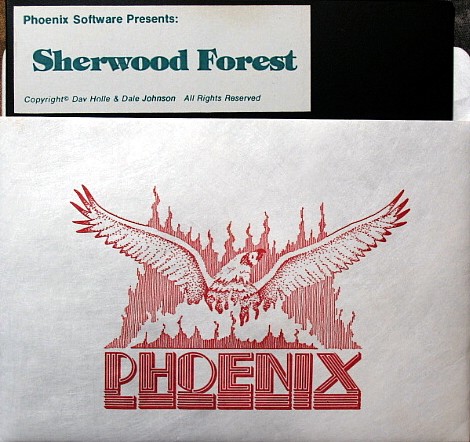 Phoenix Software Presents:
Sherwood Forest
Copyright© Dav Holle & Dale Johnson All Rights Reserved
PHOENIX